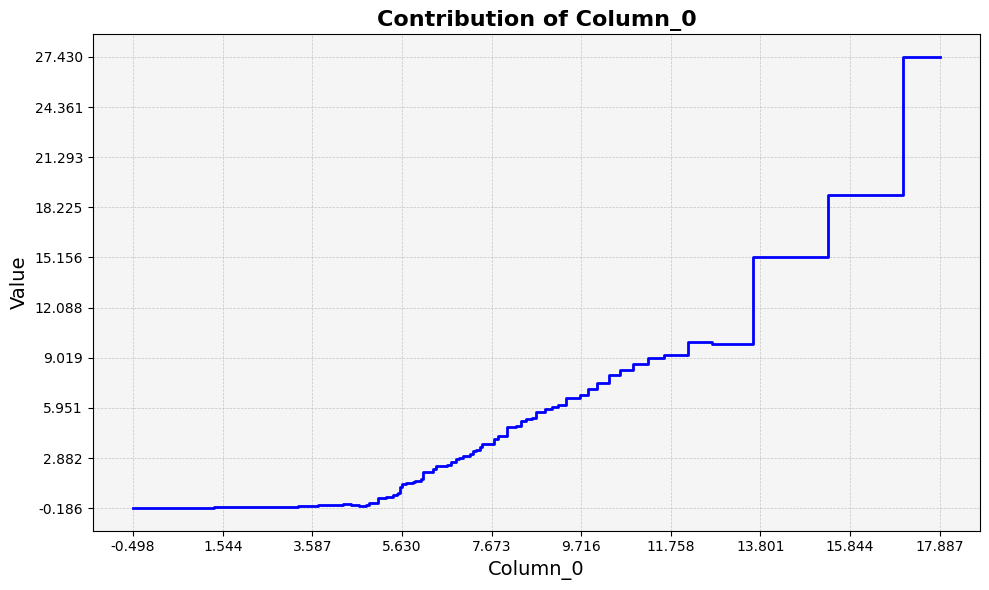 Contribution of Column_0
Value
27.430
24.361
21.293
18.225
15.156
12.088
9.019
5.951
2.882
-0.186
-0.498 1.544 3.587 5.630 7.673 9.716 11.758 13.801 15.844 17.887
Column_0